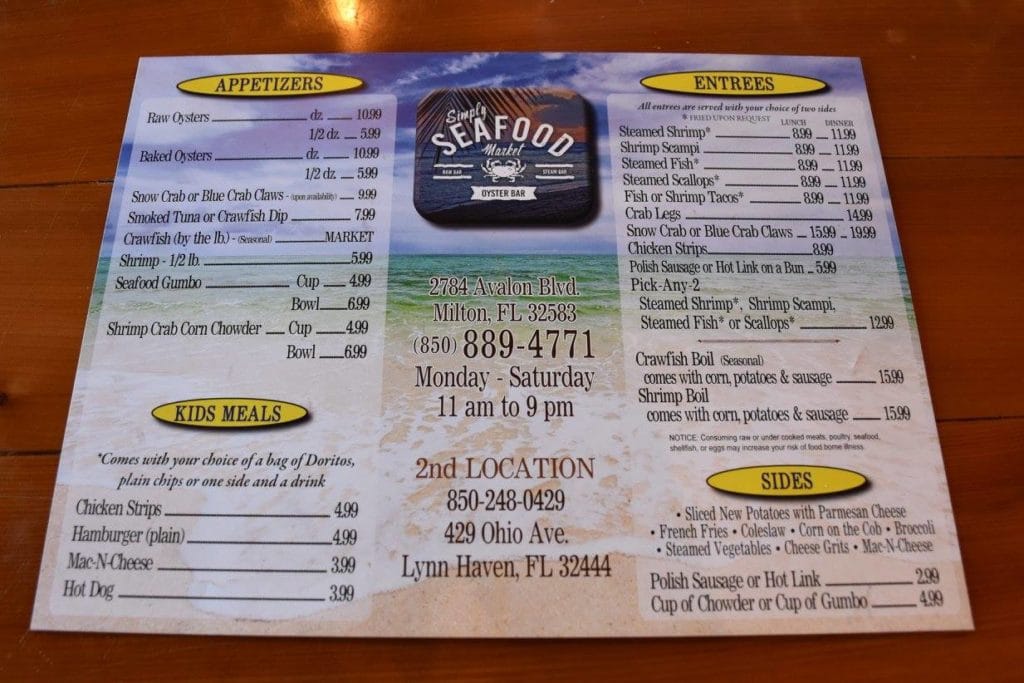 APPETIZERS
Raw Oysters dz. 10.99
1/2 dz. 5.99
Baked Oysters dz. 10.99
1/2 dz. 5.99
Snow Crab or Blue Crab Claws - (upon availability) 9.99
Smoked Tuna or Crawfish Dip 7.99
Crawfish (by the lb.) - (Seasonal) MARKET
Shrimp - 1/2 lb. 5.99
Seafood Gumbo Cup 4.99
Bowl 6.99
Shrimp Crab Corn Chowder Cup 4.99
Bowl 6.99
KIDS MEALS
*Comes with your choice of a bag of Doritos,
plain chips or one side and a drink
Chicken Strips 4.99
Hamburger (plain) 4.99
Mac-N-Cheese 3.99
Hot Dog 3.99
Simply
SEAFOOD
Market
RAW BAR STEAM BAR
OYSTER BAR
2784 Avalon Blvd.
Milton, FL 32583
(850) 889-4771
Monday - Saturday
11 am to 9 pm
2nd LOCATION
850-248-0429
429 Ohio Ave.
Lynn Haven, FL 32444
ENTREES
All entrees are served with your choice of two sides
* FRIED UPON REQUEST LUNCH DINNER
Steamed Shrimp* 8.99 11.99
Shrimp Scampi 8.99 11.99
Steamed Fish* 8.99 11.99
Steamed Scallops* 8.99 11.99
Fish or Shrimp Tacos* 8.99 11.99
Crab Legs 14.99
Snow Crab or Blue Crab Claws 15.99 19.99
Chicken Strips 8.99
Polish Sausage or Hot Link on a Bun 5.99
Pick-Any-2
Steamed Shrimp*, Shrimp Scampi,
Steamed Fish* or Scallops* 12.99
Crawfish Boil (Seasonal)
comes with corn, potatoes & sausage 15.99
Shrimp Boil
comes with corn, potatoes & sausage 15.99
NOTICE: Consuming raw or under cooked meats, poultry, seafood,
shellfish, or eggs may increase your risk of food borne illness.
SIDES
• Sliced New Potatoes with Parmesan Cheese
• French Fries • Coleslaw • Corn on the Cob • Broccoli
• Steamed Vegetables • Cheese Grits • Mac-N-Cheese
Polish Sausage or Hot Link 2.99
Cup of Chowder or Cup of Gumbo 4.99